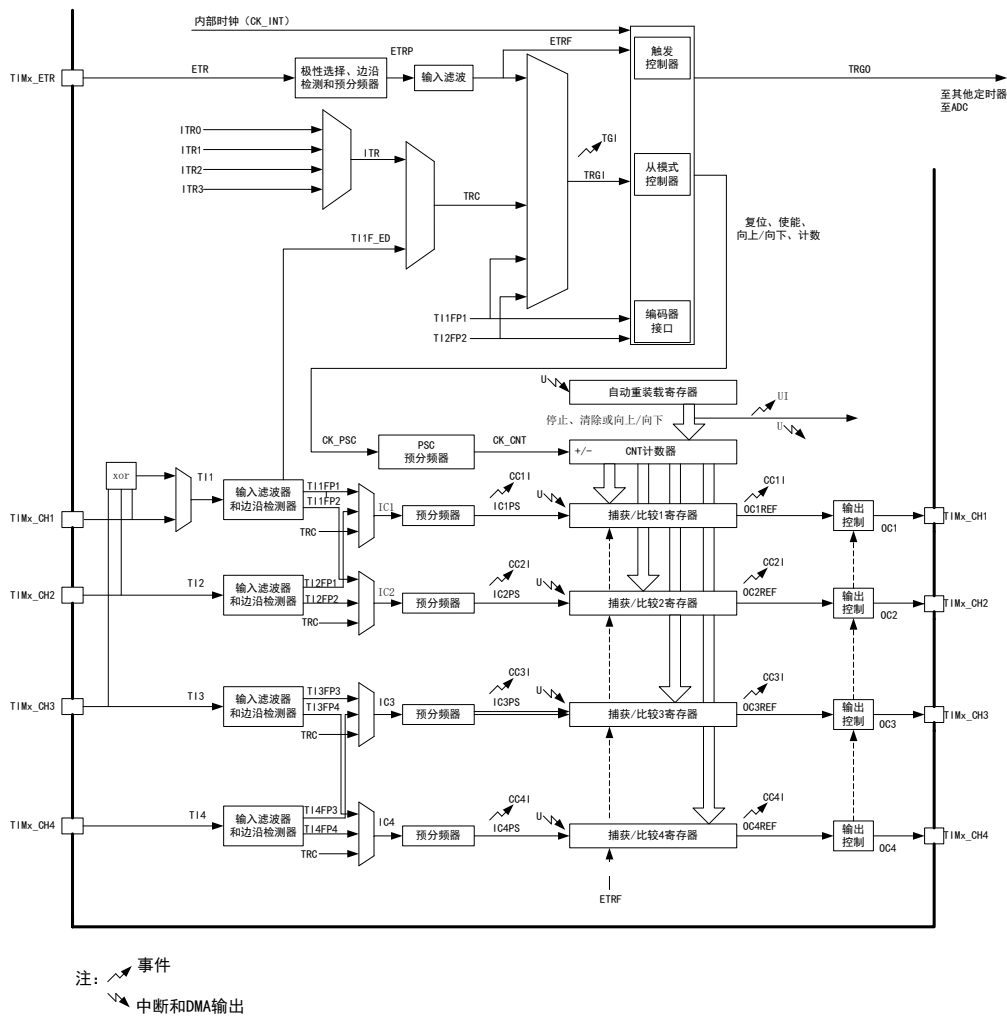 内部时钟（CK_INT）
ETRF
触发
控制器
TIMx_ETR
ETR
极性选择、边沿
检测和预分频器
ETRP
输入滤波
TRGO
至其他定时器
至ADC
ITR0
ITR1
ITR2
ITR3
ITR
TGI
TRGI
从模式
控制器
TRC
TI1F_ED
复位、使能、
向上/向下、计数
TI1FP1
TI2FP2
编码器
接口
U
自动重装载寄存器
UI
U
停止、清除或向上/向下
CK_PSC
PSC
预分频器
CK_CNT
+/-
CNT计数器
xor
TI1
TIMx_CH1
输入滤波器
和边沿检测器
TI1FP1
TI1FP2
TRC
IC1
预分频器
CC1I
IC1PS
U
捕获/比较1寄存器
CC1I
OC1REF
输出
控制
OC1
TIMx_CH1
TIMx_CH2
TI2
输入滤波器
和边沿检测器
TI2FP1
TI2FP2
TRC
IC2
预分频器
CC2I
IC2PS
U
捕获/比较2寄存器
CC2I
OC2REF
输出
控制
OC2
TIMx_CH2
TIMx_CH3
TI3
输入滤波器
和边沿检测器
TI3FP3
TI3FP4
TRC
IC3
预分频器
CC3I
IC3PS
U
捕获/比较3寄存器
CC3I
OC3REF
输出
控制
OC3
TIMx_CH3
TIMx_CH4
TI4
输入滤波器
和边沿检测器
TI4FP3
TI4FP4
TRC
IC4
预分频器
CC4I
IC4PS
U
捕获/比较4寄存器
CC4I
OC4REF
输出
控制
OC4
TIMx_CH4
ETRF
注：
事件
中断和DMA输出